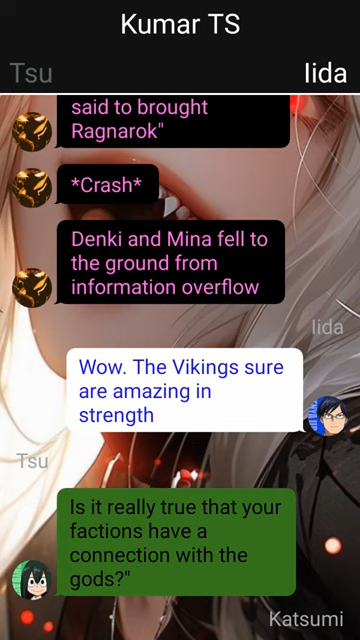 Kumar TS
Tsu
Iida
said to brought
Ragnarok"
*Crash*
Denki and Mina fell to
the ground from
information overflow
Iida
Wow. The Vikings sure
are amazing in
strength
Tsu
Is it really true that your
factions have a
connection with the
gods?"
Katsumi